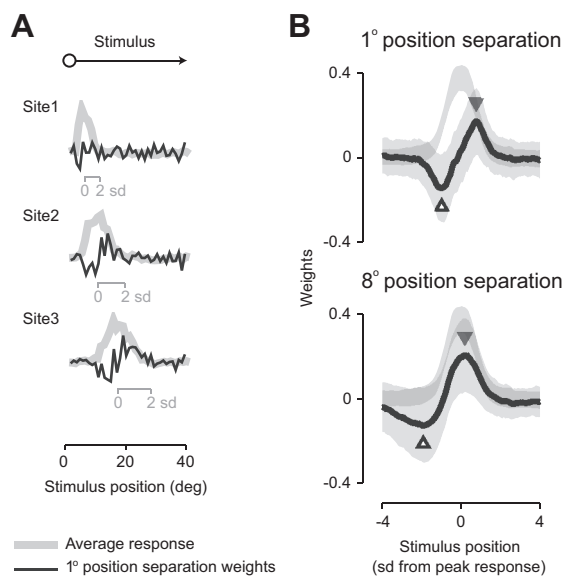 A
Stimulus
Site1
0 2 sd
Site2
0 2 sd
Site3
0 2 sd
0 20 40
Stimulus position (deg)
Average response
1° position separation weights
B
1° position separation
0.4
0
-0.4
Weights
8° position separation
0.4
0
-0.4
-4 0 4
Stimulus position
(sd from peak response)